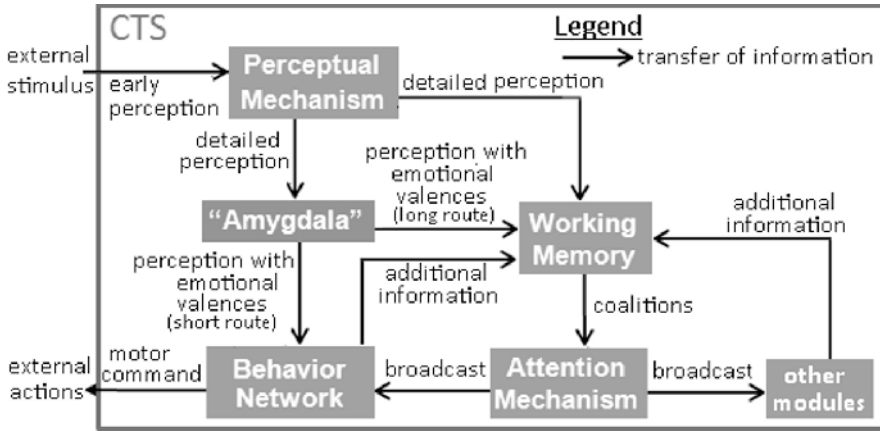 CTS
Legend
transfer of information
external
stimulus
early
perception
Perceptual
Mechanism
detailed perception
detailed
perception
perception with
emotional
valences
(long route)
additional
information
"Amygdala"
Working
Memory
perception with
emotional
valences
(short route)
additional
information
coalitions
external
actions
motor
command
Behavior
Network
broadcast
Attention
Mechanism
broadcast
other
modules